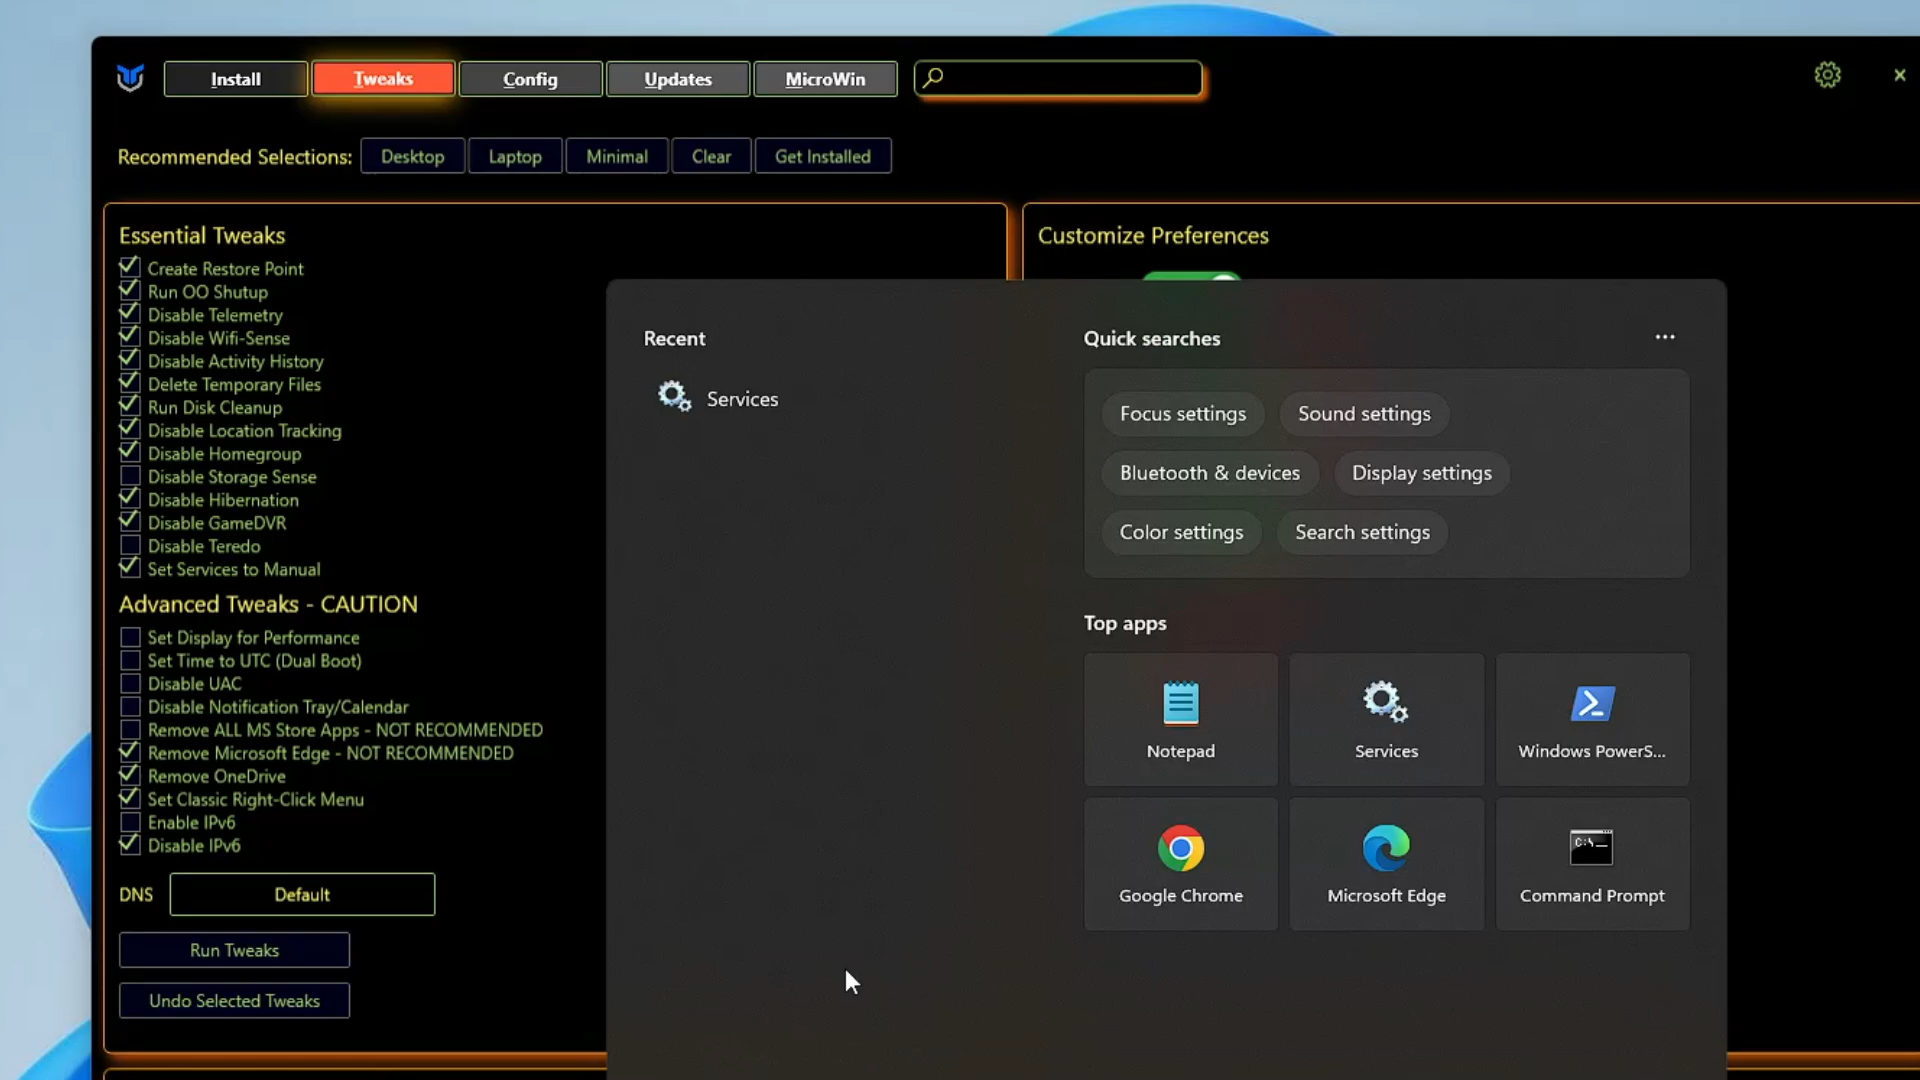 Install
Tweaks
Config
Updates
MicroWin
Recommended Selections:
Desktop
Laptop
Minimal
Clear
Get Installed
Essential Tweaks
Create Restore Point
Run OO Shutup
Disable Telemetry
Disable Wifi-Sense
Disable Activity History
Delete Temporary Files
Run Disk Cleanup
Disable Location Tracking
Disable Homegroup
Disable Storage Sense
Disable Hibernation
Disable GameDVR
Disable Teredo
Set Services to Manual
Advanced Tweaks - CAUTION
Set Display for Performance
Set Time to UTC (Dual Boot)
Disable UAC
Disable Notification Tray/Calendar
Remove ALL MS Store Apps - NOT RECOMMENDED
Remove Microsoft Edge - NOT RECOMMENDED
Remove OneDrive
Set Classic Right-Click Menu
Enable IPv6
Disable IPv6
DNS
Default
Run Tweaks
Undo Selected Tweaks
Customize Preferences
Recent
Services
Quick searches
Focus settings
Sound settings
Bluetooth & devices
Display settings
Color settings
Search settings
Top apps
Notepad
Services
Windows PowerS...
Google Chrome
Microsoft Edge
C:\_
Command Prompt